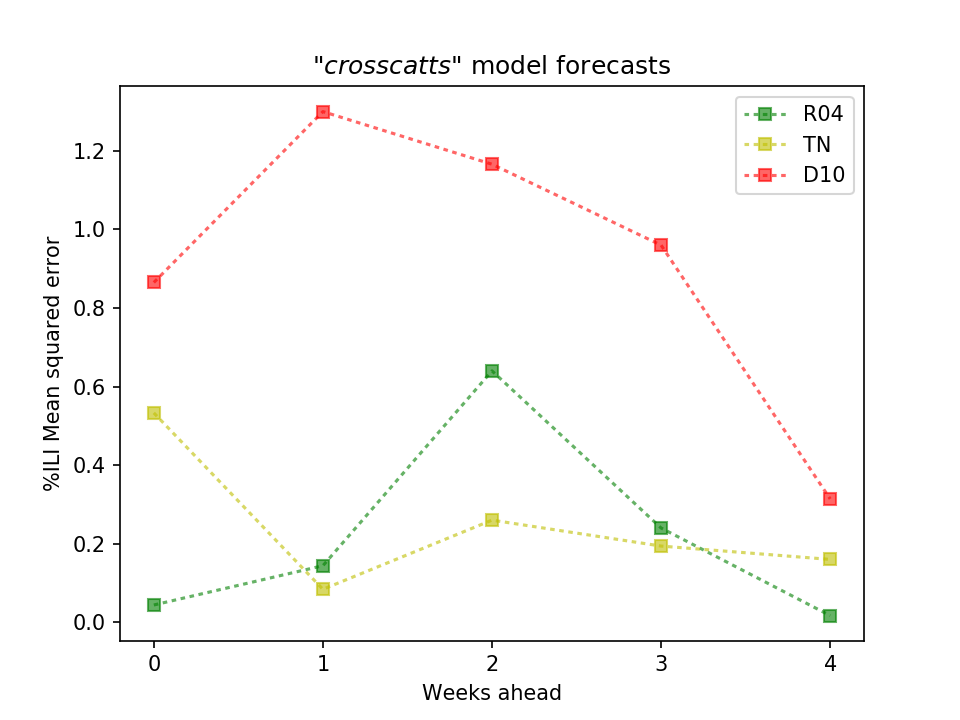 "crosscatts" model forecasts
R04
TN
D10
%ILI Mean squared error
1.2
1.0
0.8
0.6
0.4
0.2
0.0
0 1 2 3 4
Weeks ahead